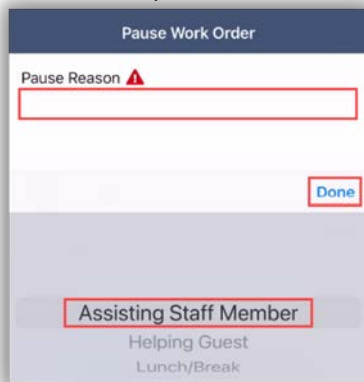 Pause Work Order
Pause Reason
Done
Assisting Staff Member
Helping Guest
Lunch/Break